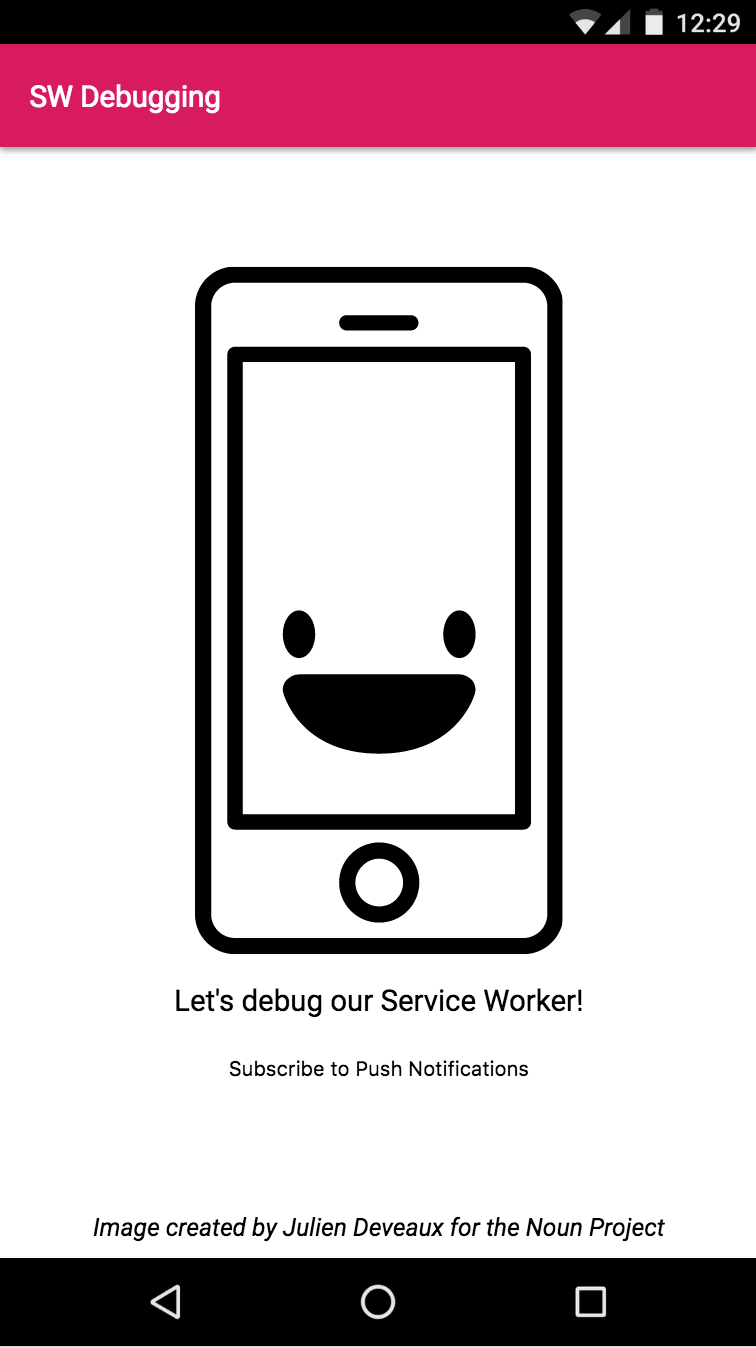 12:29
SW Debugging
Let's debug our Service Worker!
Subscribe to Push Notifications
Image created by Julien Deveaux for the Noun Project